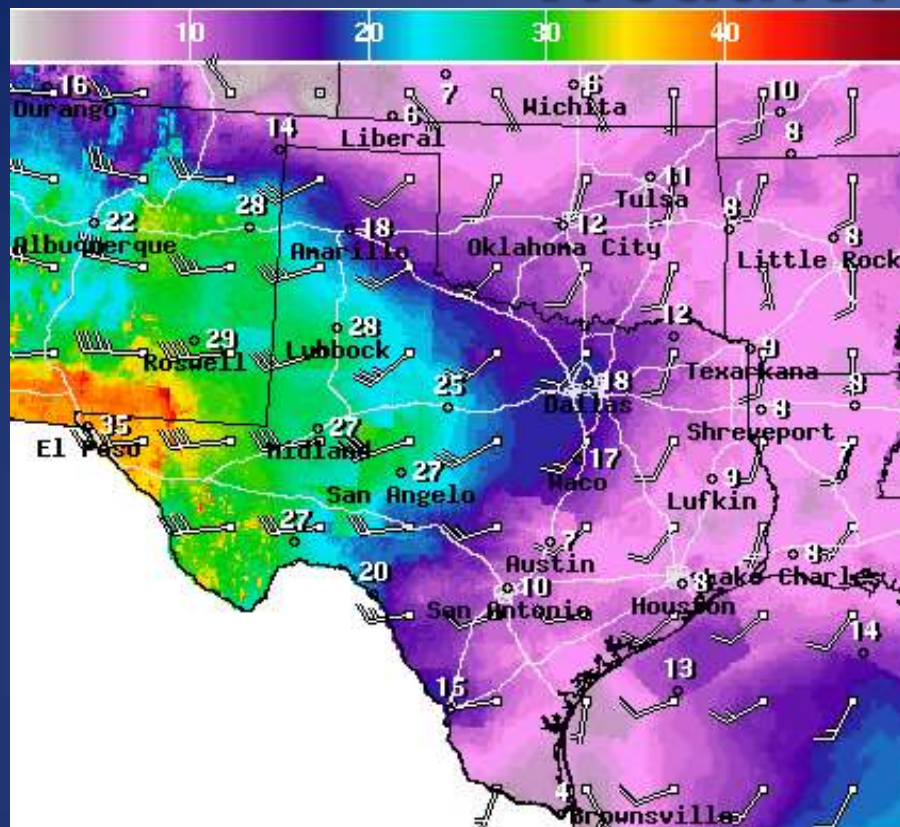 10 20 30 40
16
Durango
6
7
6
Wichita
10
Liberal
14
8
11
Tulsa
22
28
18
12
8
8
Albuquerque
Amarillo
Oklahoma City
Little Rock
29
28
12
Roswell
Lubbock
9
Texarkana
25
18
Dallas
8
8
35
27
Shreveport
El Paso
Midland
17
7
27
Waco
9
San Angelo
Lufkin
27
7
8
Austin
Lake Charles
20
10
8
San Antonio
Houston
14
13
15
4
Brownsville